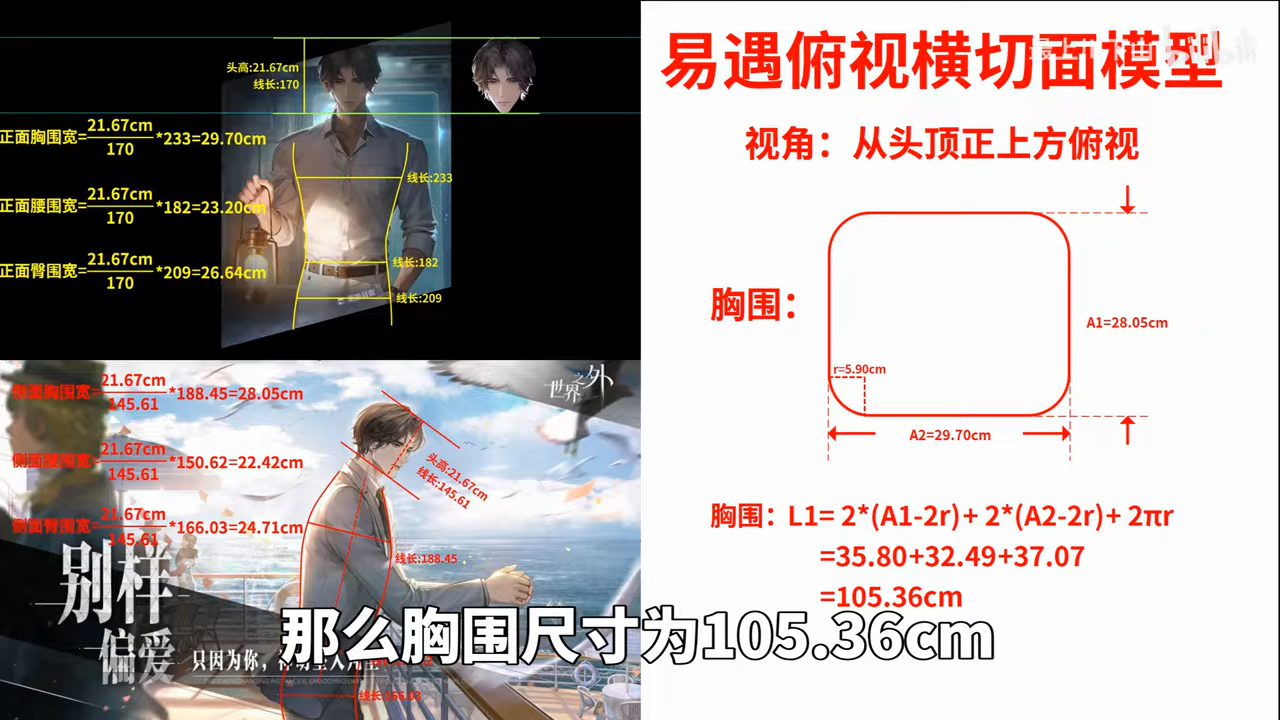 头高:21.67cm
线长:170
正面胸围宽=21.67cm/170*233=29.70cm
线长:233
正面腰围宽=21.67cm/170*182=23.20cm
线长:182
正面臀围宽=21.67cm/170*209=26.64cm
线长:209
世界之外
侧面胸围宽=21.67cm/145.61*188.45=28.05cm
侧面腰围宽=21.67cm/145.61*150.62=22.42cm
头高:21.67cm
线长:145.61
侧面臀围宽=21.67cm/145.61*166.03=24.71cm
线长:188.45
别样
偏爱
只因为你，
线长:166.03
易遇俯视横切面模型
视角：从头顶正上方俯视
胸围：
A1=28.05cm
r=5.90cm
A2=29.70cm
胸围：L1= 2*(A1-2r)+ 2*(A2-2r)+ 2πr
=35.80+32.49+37.07
=105.36cm
那么胸围尺寸为105.36cm